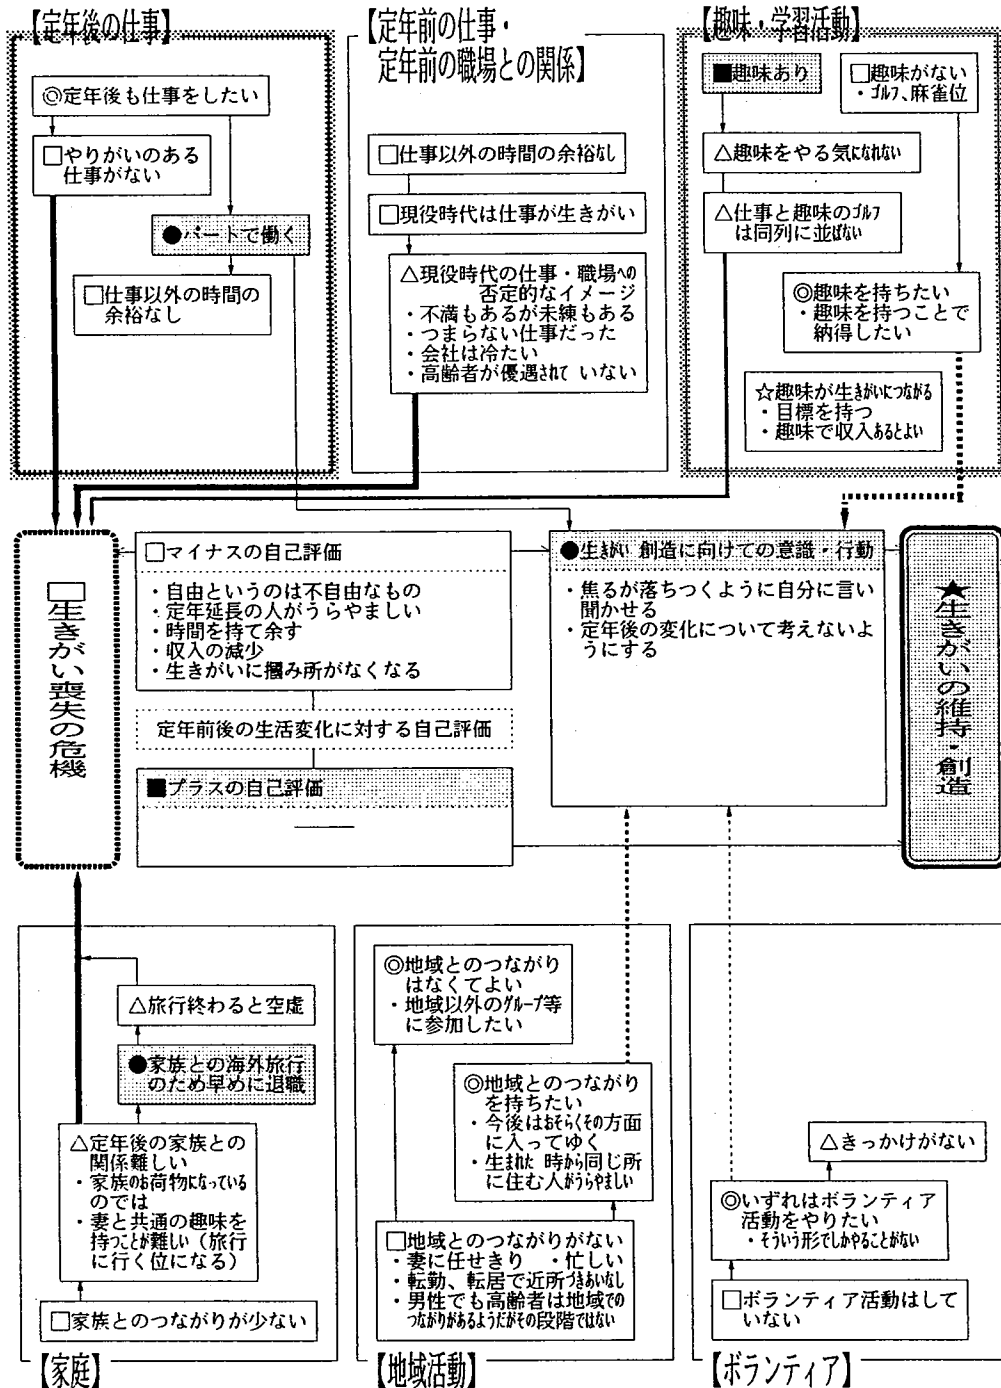 【定年後の仕事】
◎定年後も仕事をしたい
□やりがいのある
仕事がない
●パートで働く
□仕事以外の時間の
余裕なし
【定年前の仕事・
定年前の職場との関係】
□仕事以外の時間の余裕なし
□現役時代は仕事が生きがい
△現役時代の仕事・職場への
否定的なイメージ
・不満もあるが未練もある
・つまらない仕事だった
・会社は冷たい
・高齢者が優遇されていない
【趣味・学習活動】
■趣味あり
□趣味がない
・ゴルフ、麻雀位
△趣味をやる気になれない
△仕事と趣味のゴルフ
は同列に並ばない
◎趣味を持ちたい
・趣味を持つことで
納得したい
☆趣味が生きがいにつながる
・目標を持つ
・趣味で収入あるとよい
□生きがい喪失の危機
□マイナスの自己評価
・自由というのは不自由なもの
・定年延長の人がうらやましい
・時間を持て余す
・収入の減少
・生きがいに摑み所がなくなる
定年前後の生活変化に対する自己評価
■プラスの自己評価
●生きがい創造に向けての意識・行動
・焦るが落ちつくように自分に言い
聞かせる
・定年後の変化について考えないよ
うにする
★生きがいの維持・創造
△旅行終わると空虚
●家族との海外旅行
のため早めに退職
△定年後の家族との
関係難しい
・家族のお荷物になっている
のでは
・妻と共通の趣味を
持つことが難しい（旅行
に行く位になる）
□家族とのつながりが少ない
【家庭】
◎地域とのつながり
はなくてよい
・地域以外のグループ等
に参加したい
◎地域とのつながり
を持ちたい
・今後はおそらくその方面
に入ってゆく
・生まれた時から同じ所
に住む人がうらやましい
□地域とのつながりがない
・妻に任せきり ・忙しい
・転勤、転居で近所づきあいなし
・男性でも高齢者は地域での
つながりがあるようだがその段階ではない
【地域活動】
△きっかけがない
◎いずれはボランティア
活動をやりたい
・そういう形でしかやることがない
□ボランティア活動はして
いない
【ボランティア】